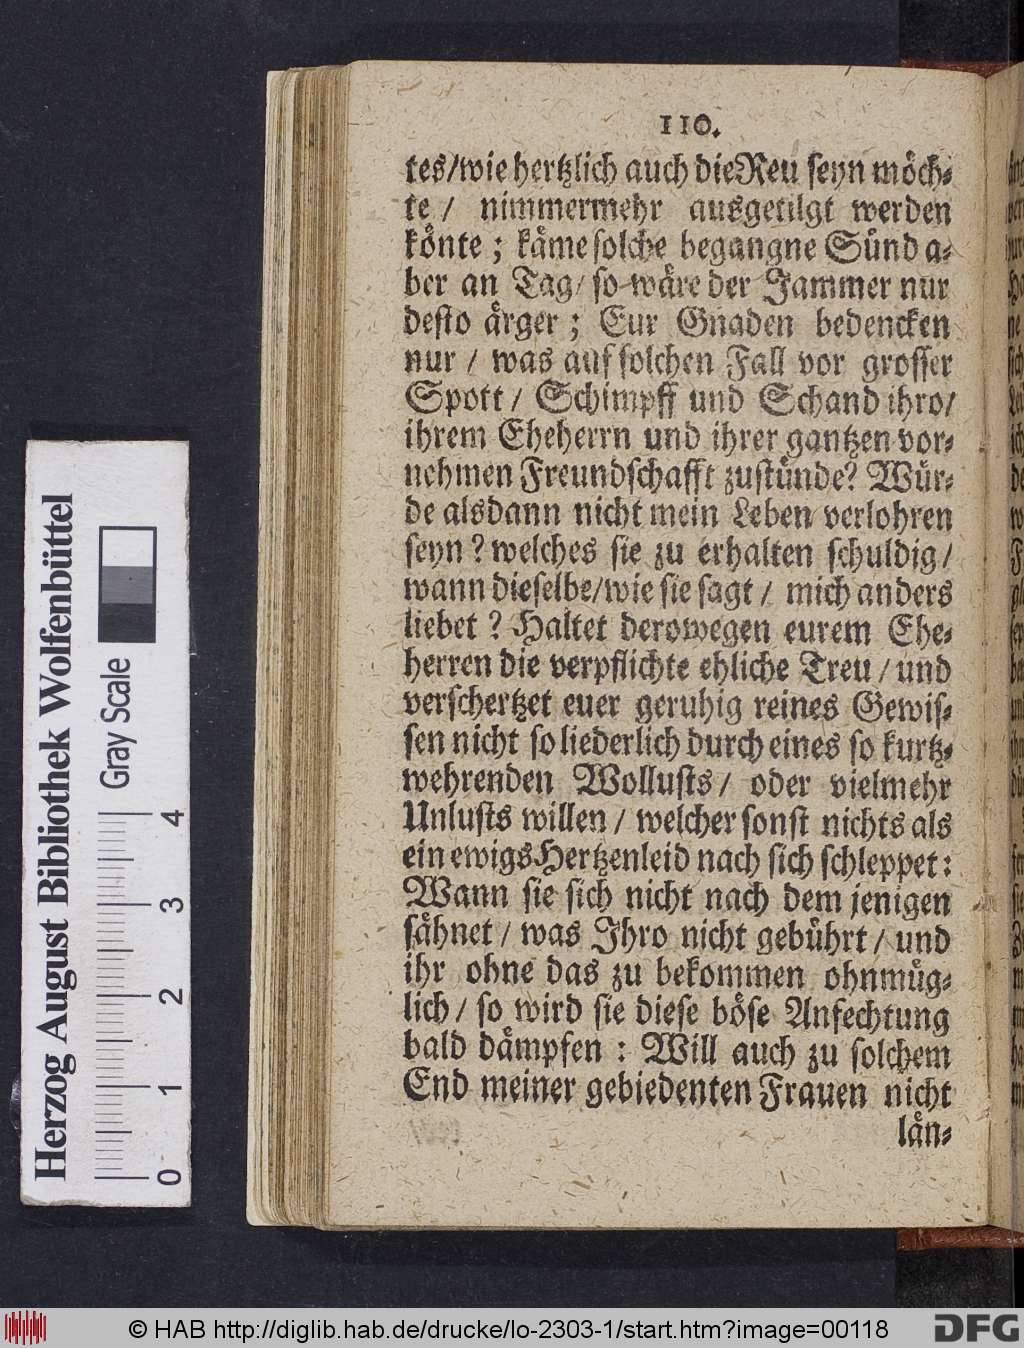 110.
tes/wie hertzlich auch die Reu seyn möch-
te / nimmermehr ausgetilgt werden
könte ; käme solche begangne Sünd a-
ber an Tag/ so wäre der Jammer nur
desto ärger ; Eur Gnaden bedencken
nur / was auf solchen Fall vor grosser
Spott / Schimpff und Schand ihro/
ihrem Eheherrn und ihrer gantzen vor-
nehmen Freundschafft zustünde? Wür-
de alsdann nicht mein Leben verlohren
seyn ? welches sie zu erhalten schuldig /
wann dieselbe/wie sie sagt / mich anders
liebet ? Haltet derowegen eurem Ehe-
herren die verpflichte ehliche Treu / und
verschertzet euer geruhig reines Gewis-
sen nicht so liederlich durch eines so kurtz-
wehrenden Wollusts / oder vielmehr
Unlusts willen / welcher sonst nichts als
ein ewigs Hertzenleid nach sich schleppet :
Wann sie sich nicht nach dem jenigen
sähnet / was Ihro nicht gebührt / und
ihr ohne das zu bekommen ohnmüg-
lich / so wird sie diese böse Anfechtung
bald dämpfen : Will auch zu solchem
End meiner gebiedenten Frauen nicht
län-
Herzog August Bibliothek Wolfenbüttel
Gray Scale
0 1 2 3 4
© HAB http://diglib.hab.de/drucke/lo-2303-1/start.htm?image=00118
DFG